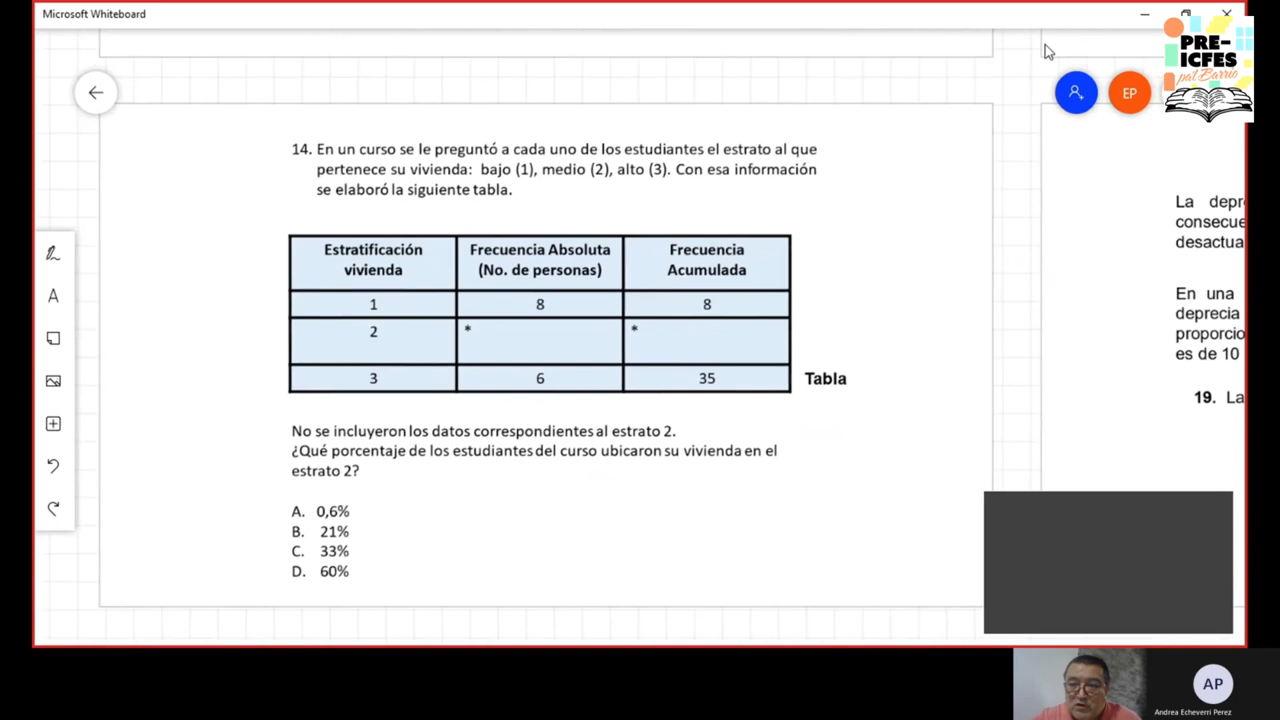 Microsoft Whiteboard
PRE-
ICFES
pa'l Barrio
EP
14. En un curso se le preguntó a cada uno de los estudiantes el estrato al que
pertenece su vivienda: bajo (1), medio (2), alto (3). Con esa información
se elaboró la siguiente tabla.
Estratificación vivienda | Frecuencia Absoluta (No. de personas) | Frecuencia Acumulada
1 8 8
2 * *
3 6 35
Tabla
No se incluyeron los datos correspondientes al estrato 2.
¿Qué porcentaje de los estudiantes del curso ubicaron su vivienda en el
estrato 2?
A. 0,6%
B. 21%
C. 33%
D. 60%
La depr
consecue
desactua
En una
deprecia
proporcio
es de 10
19. La
A
AP
Andrea Echeverri Perez